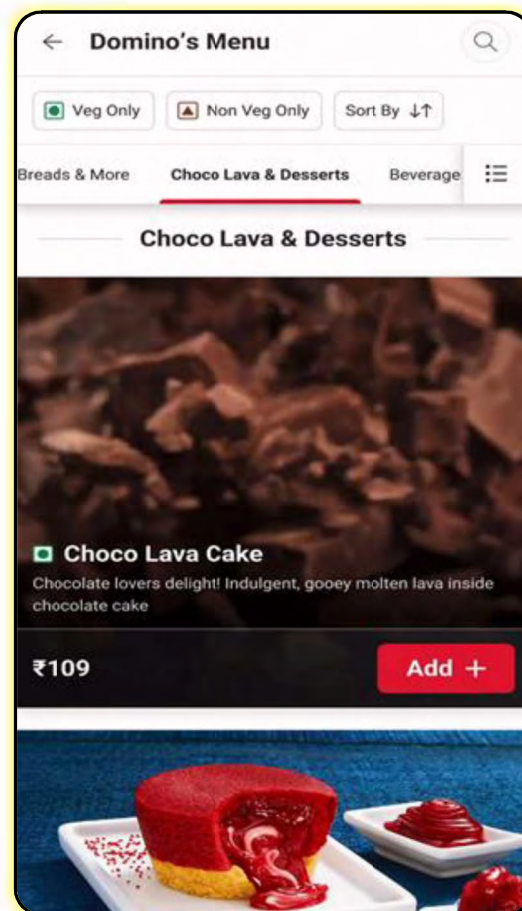 Domino's Menu
Veg Only
Non Veg Only
Sort By ↓↑
Breads & More
Choco Lava & Desserts
Beverage
Choco Lava & Desserts
Choco Lava Cake
Chocolate lovers delight! Indulgent, gooey molten lava inside
chocolate cake
₹109
Add +